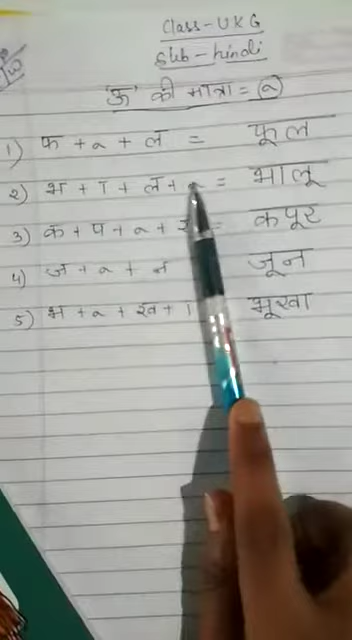 Class-UKG
Sub-hindi
'ऊ' की मात्रा = ू
1) फ + ू + ल = फूल
2) भ + ा + ल + ू = भालू
3) क + प + ू + र = कपूर
4) ज + ू + न जून
5) भ + ू + ख + ा भूखा